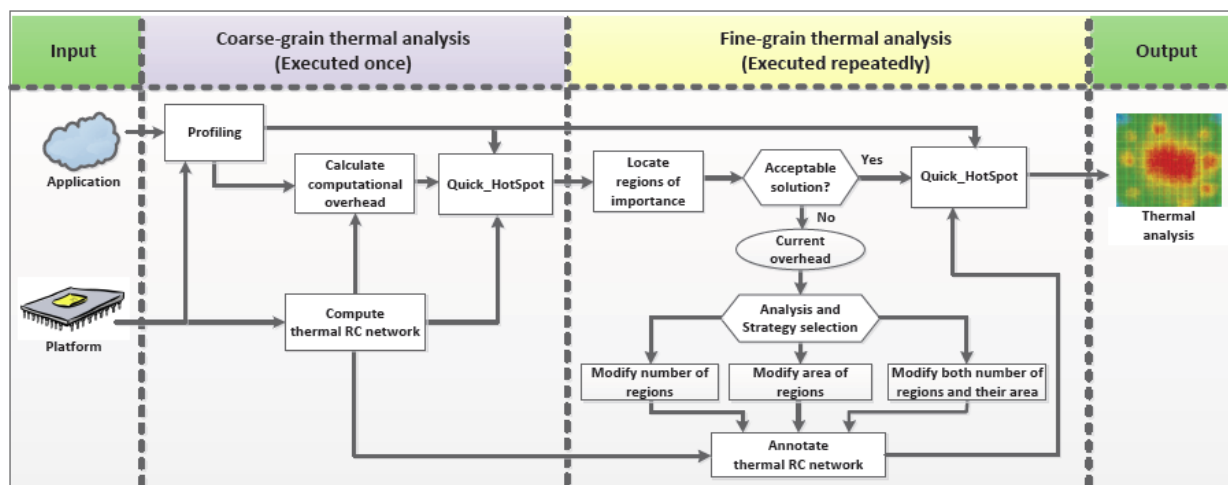 Input
Coarse-grain thermal analysis
(Executed once)
Fine-grain thermal analysis
(Executed repeatedly)
Output
Application
Profiling
Calculate
computational
overhead
Quick_HotSpot
Locate
regions of
importance
Acceptable
solution?
Yes
No
Quick_HotSpot
Thermal
analysis
Current
overhead
Platform
Compute
thermal RC network
Analysis and
Strategy selection
Modify number of
regions
Modify area of
regions
Modify both number of
regions and their area
Annotate
thermal RC network